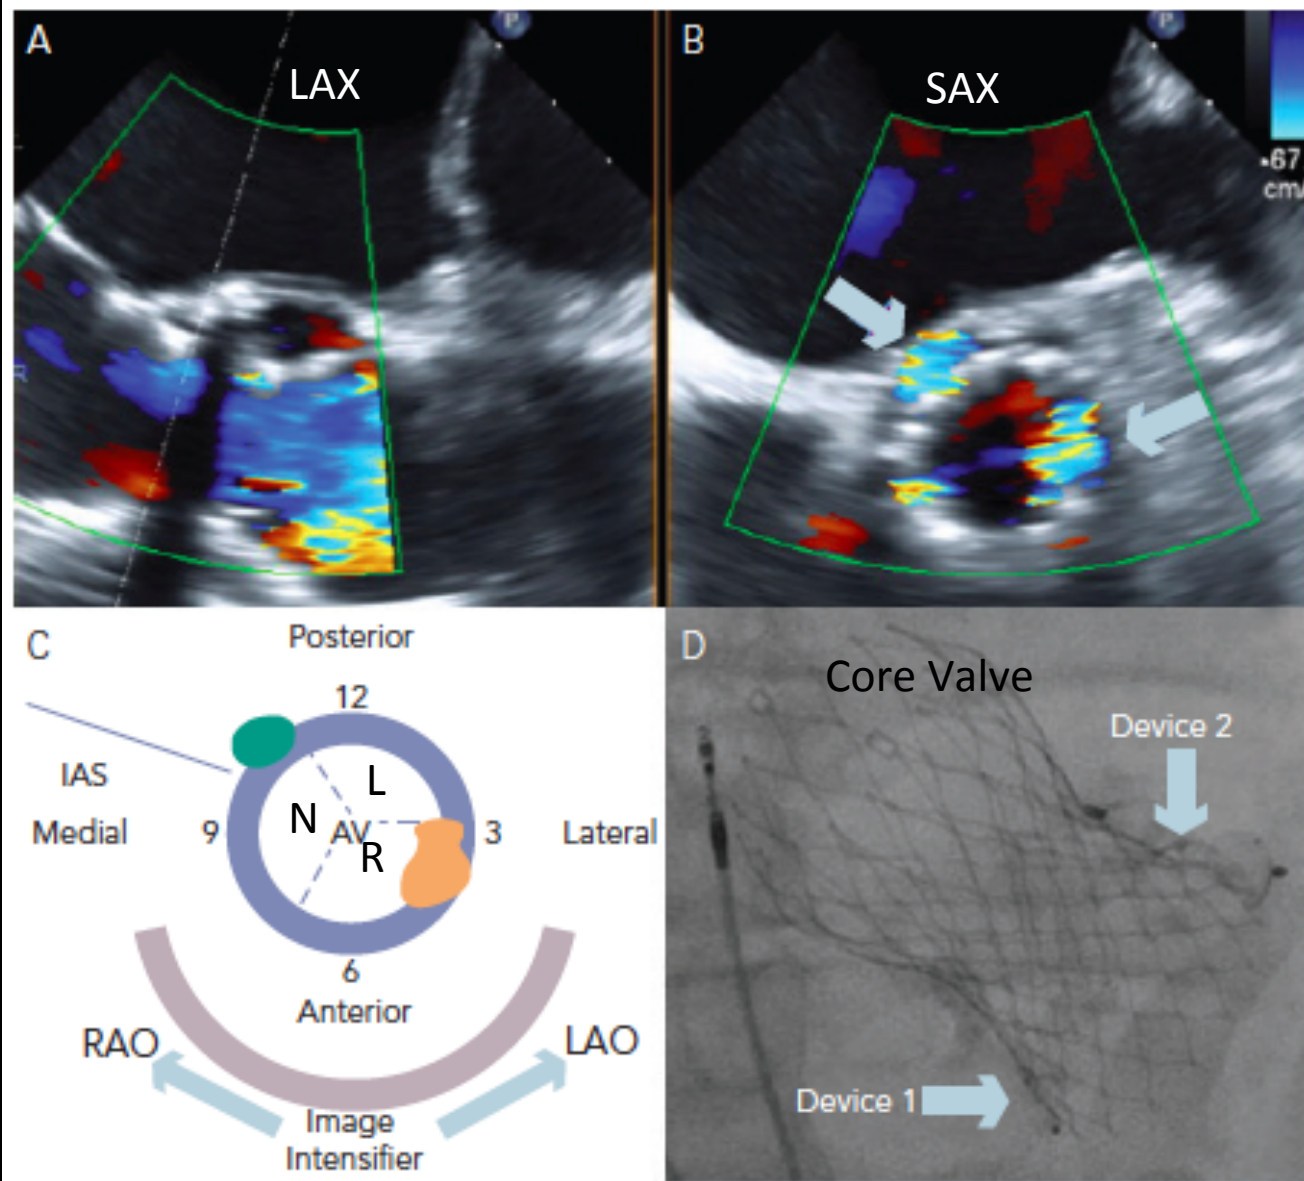 A
LAX
P
B
SAX
P
-67
cm/
C
Posterior
12
IAS
L
N
Medial
9
AV
3
Lateral
R
6
Anterior
RAO
LAO
Image
Intensifier
D
Core Valve
Device 2
Device 1